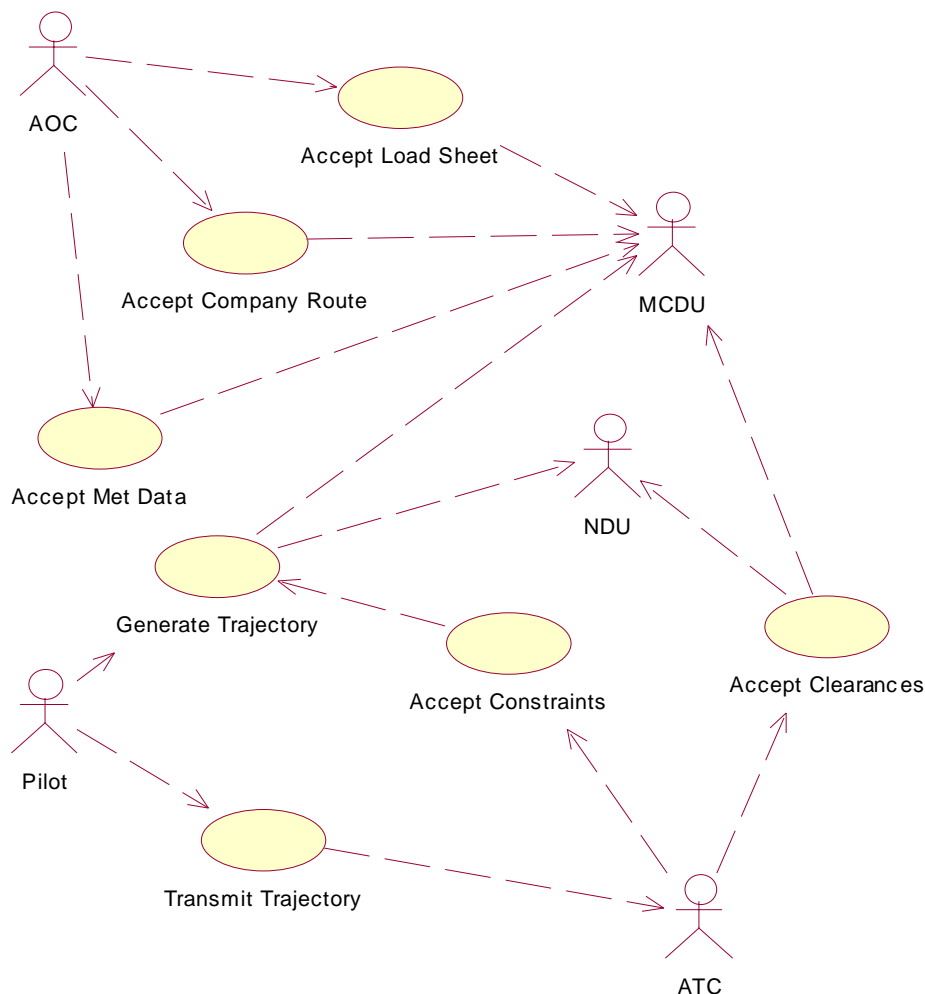 AOC
Accept Load Sheet
Accept Company Route
MCDU
Accept Met Data
NDU
Generate Trajectory
Accept Constraints
Accept Clearances
Pilot
Transmit Trajectory
ATC